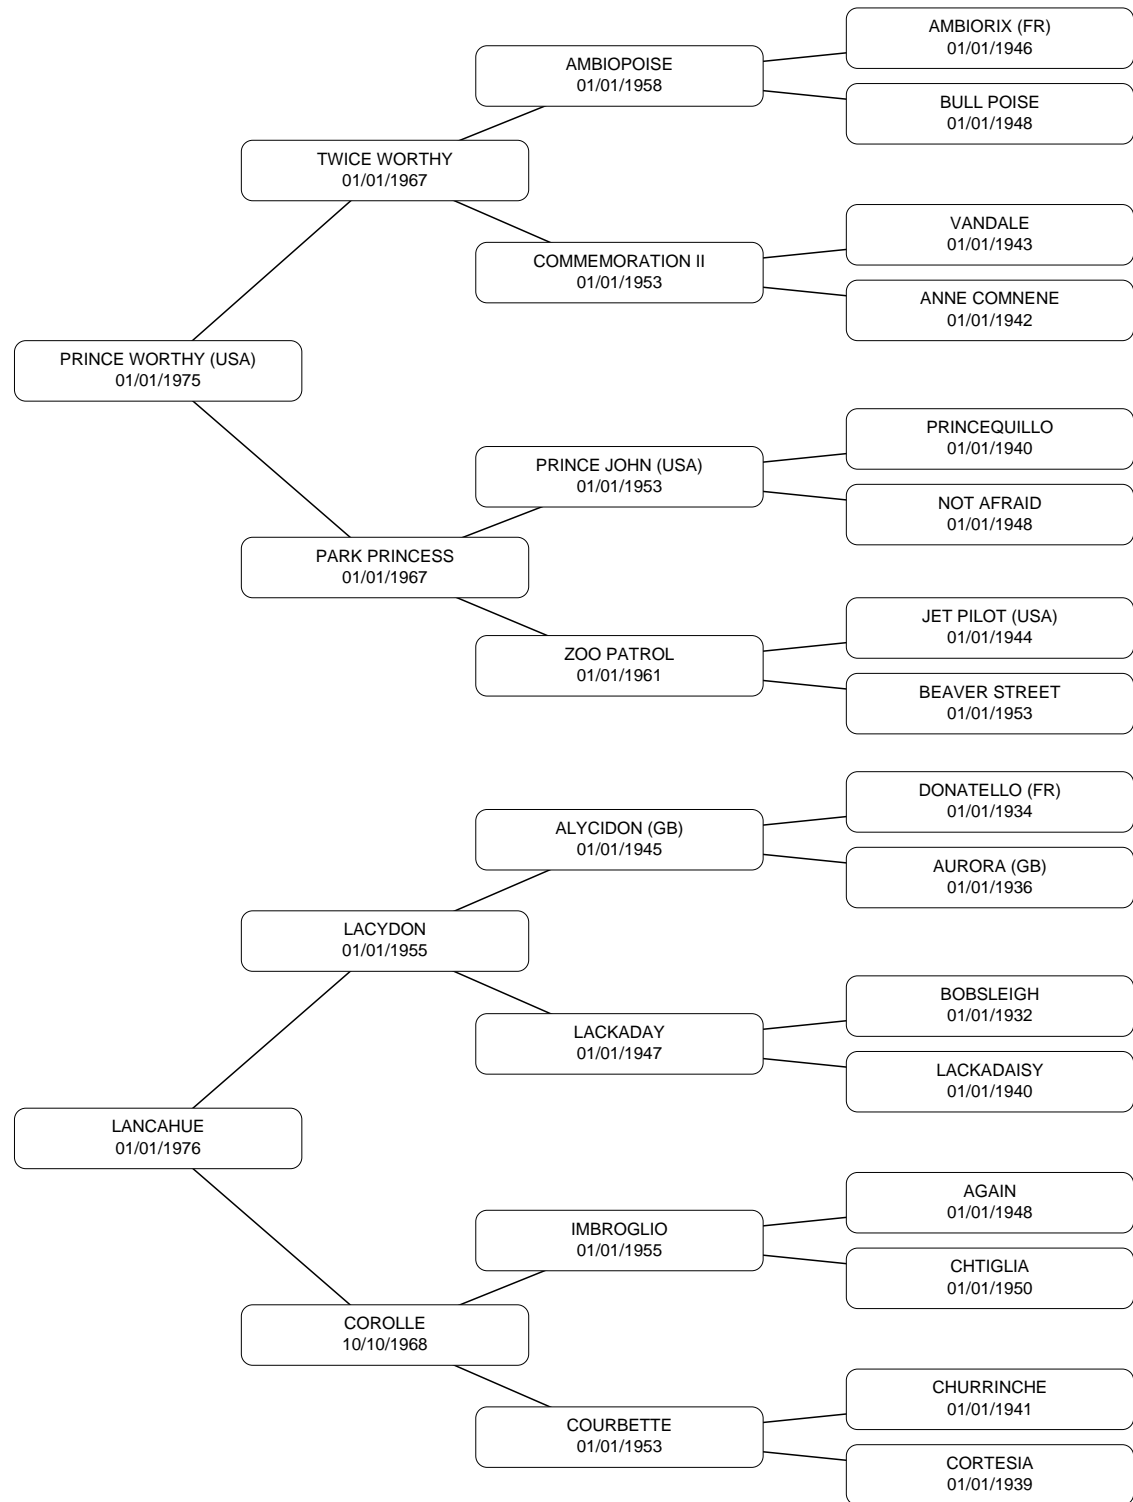 AMBIORIX (FR)
01/01/1946
AMBIOPOISE
01/01/1958
BULL POISE
01/01/1948
TWICE WORTHY
01/01/1967
VANDALE
01/01/1943
COMMEMORATION II
01/01/1953
ANNE COMNENE
01/01/1942
PRINCE WORTHY (USA)
01/01/1975
PRINCEQUILLO
01/01/1940
PRINCE JOHN (USA)
01/01/1953
NOT AFRAID
01/01/1948
PARK PRINCESS
01/01/1967
JET PILOT (USA)
01/01/1944
ZOO PATROL
01/01/1961
BEAVER STREET
01/01/1953
DONATELLO (FR)
01/01/1934
ALYCIDON (GB)
01/01/1945
AURORA (GB)
01/01/1936
LACYDON
01/01/1955
BOBSLEIGH
01/01/1932
LACKADAY
01/01/1947
LACKADAISY
01/01/1940
LANCAHUE
01/01/1976
AGAIN
01/01/1948
IMBROGLIO
01/01/1955
CHTIGLIA
01/01/1950
COROLLE
10/10/1968
CHURRINCHE
01/01/1941
COURBETTE
01/01/1953
CORTESIA
01/01/1939